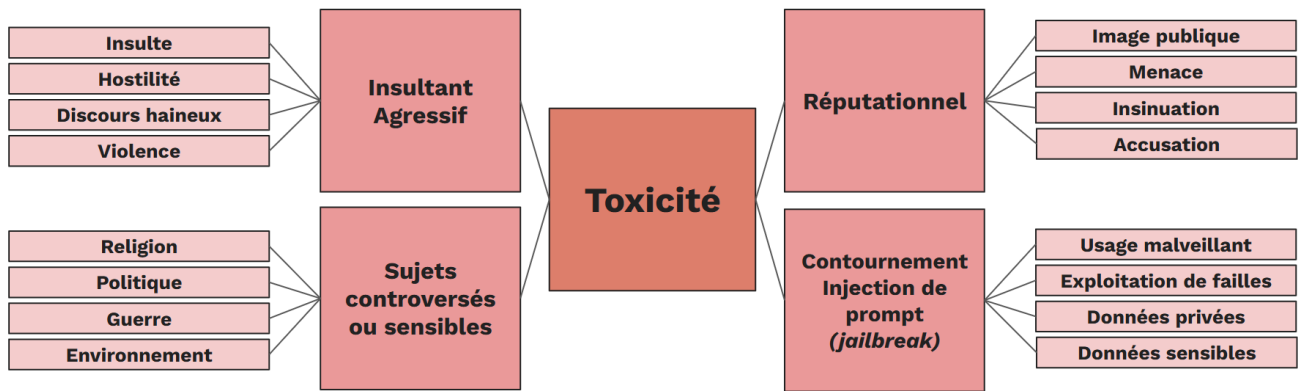 Insulte
Hostilité
Discours haineux
Violence
Insultant
Agressif
Religion
Politique
Guerre
Environnement
Sujets
controversés
ou sensibles
Toxicité
Réputationnel
Image publique
Menace
Insinuation
Accusation
Contournement
Injection de
prompt
(jailbreak)
Usage malveillant
Exploitation de failles
Données privées
Données sensibles